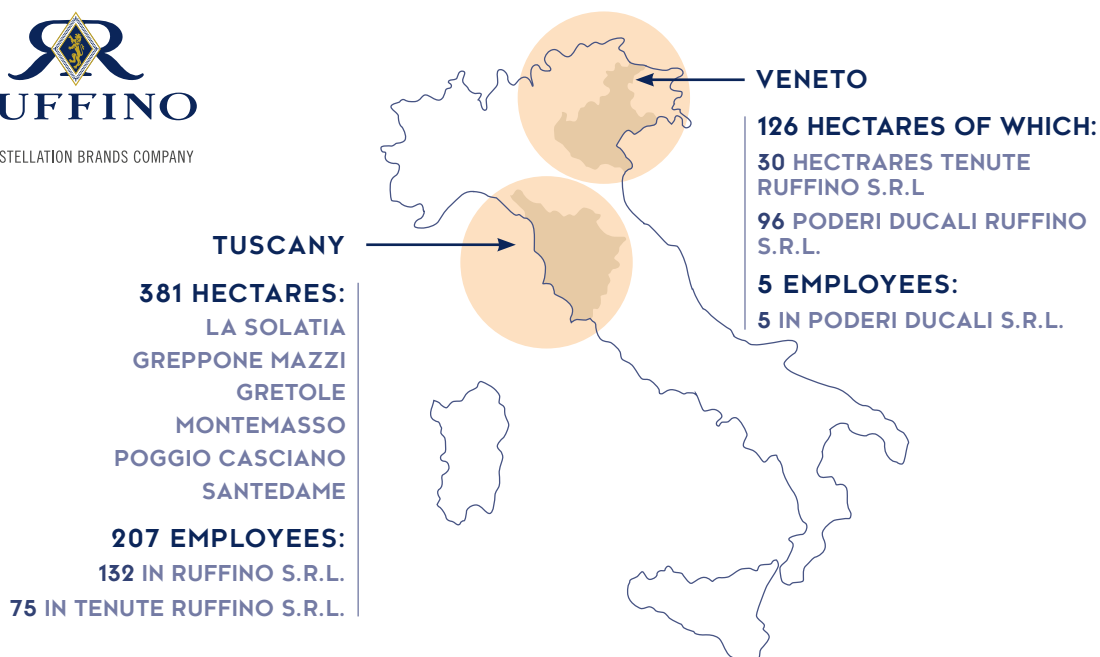 UFFINO
STELLATION BRANDS COMPANY
VENETO
126 HECTARES OF WHICH:
30 HECTRARES TENUTE
RUFFINO S.R.L
96 PODERI DUCALI RUFFINO
S.R.L.
5 EMPLOYEES:
5 IN PODERI DUCALI S.R.L.
TUSCANY
381 HECTARES:
LA SOLATIA
GREPPONE MAZZI
GRETOLE
MONTEMASSO
POGGIO CASCIANO
SANTEDAME
207 EMPLOYEES:
132 IN RUFFINO S.R.L.
75 IN TENUTE RUFFINO S.R.L.